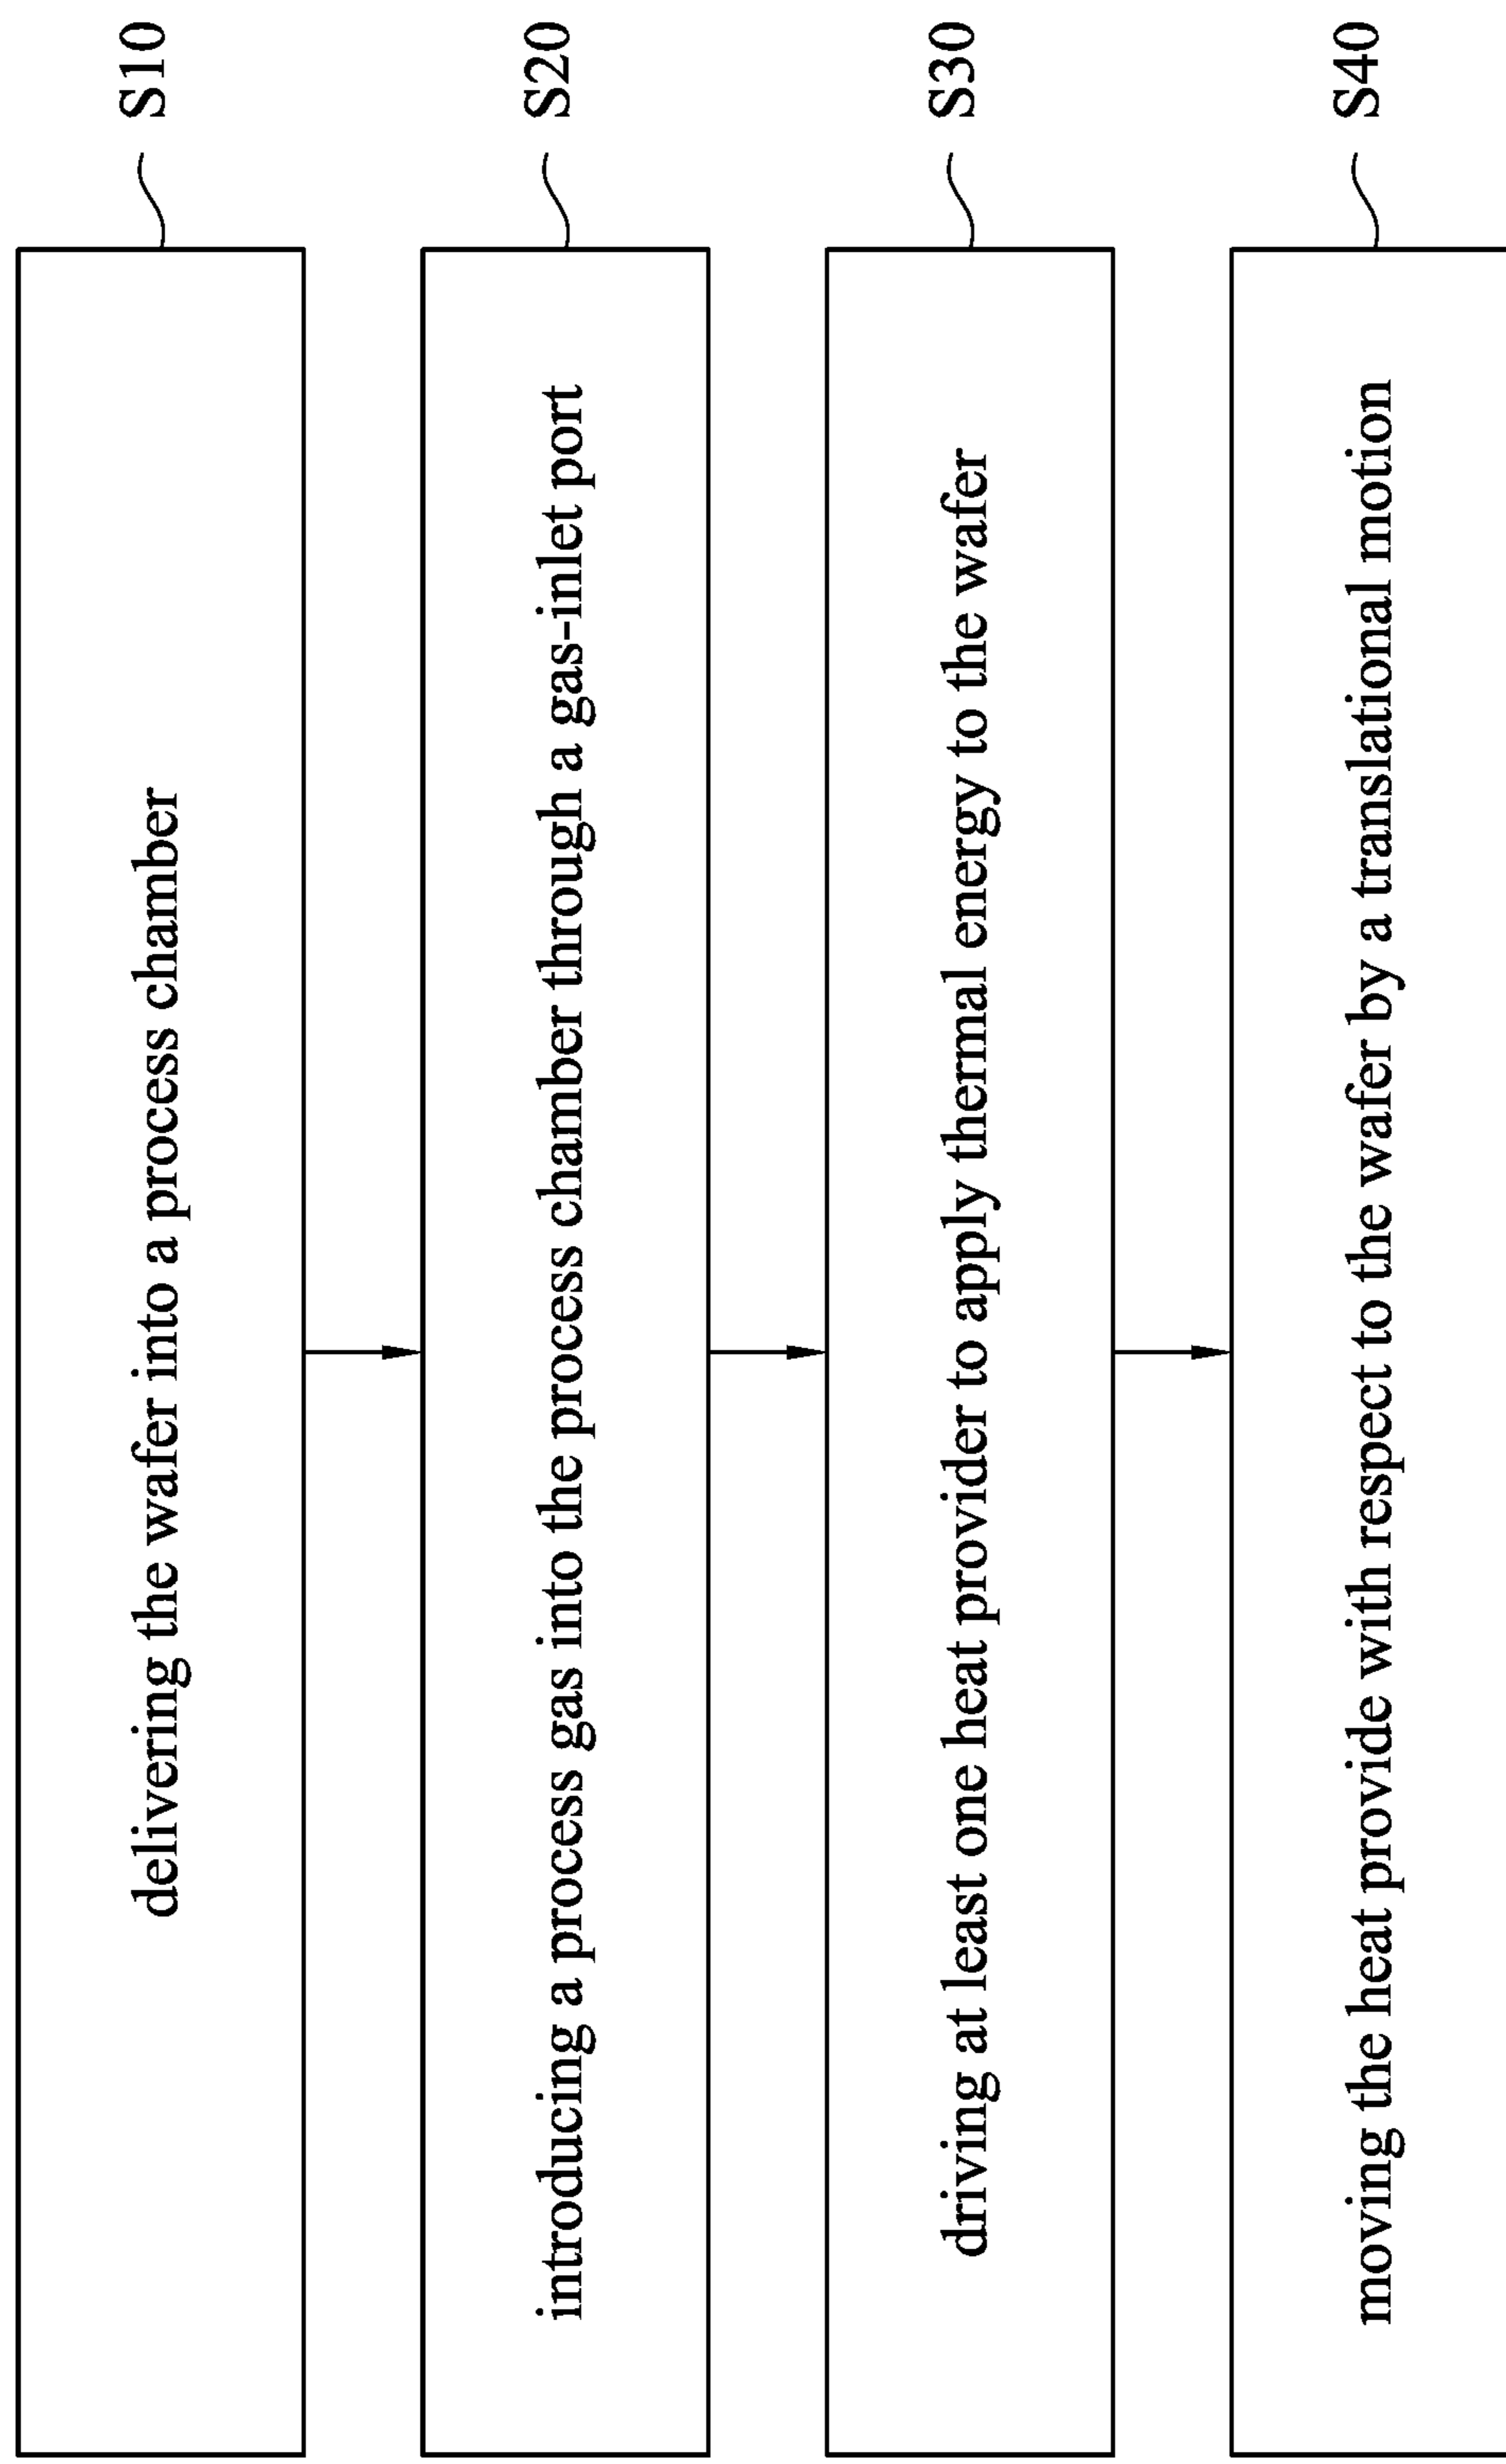 delivering the wafer into a process chamber
S10
introducing a process gas into the process chamber through a gas-inlet port
S20
driving at least one heat provider to apply thermal energy to the wafer
S30
moving the heat provide with respect to the wafer by a translational motion
S40